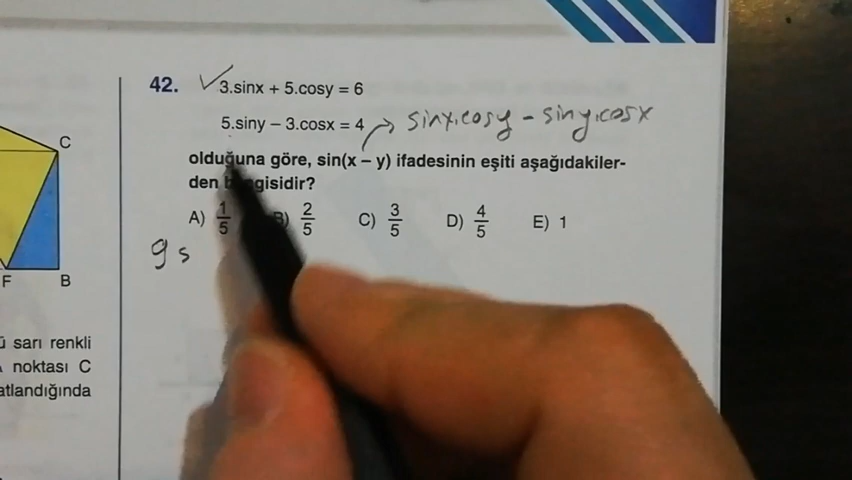 42. 3.sinx + 5.cosy = 6
5.siny – 3.cosx = 4 sinx.cosy - siny.cosx
olduğuna göre, sin(x – y) ifadesinin eşiti aşağıdakiler-
den
A) 1/5 B) 2/5 C) 3/5 D) 4/5 E) 1
9s
C
F B
ü sarı renkli
noktası C
atlandığında